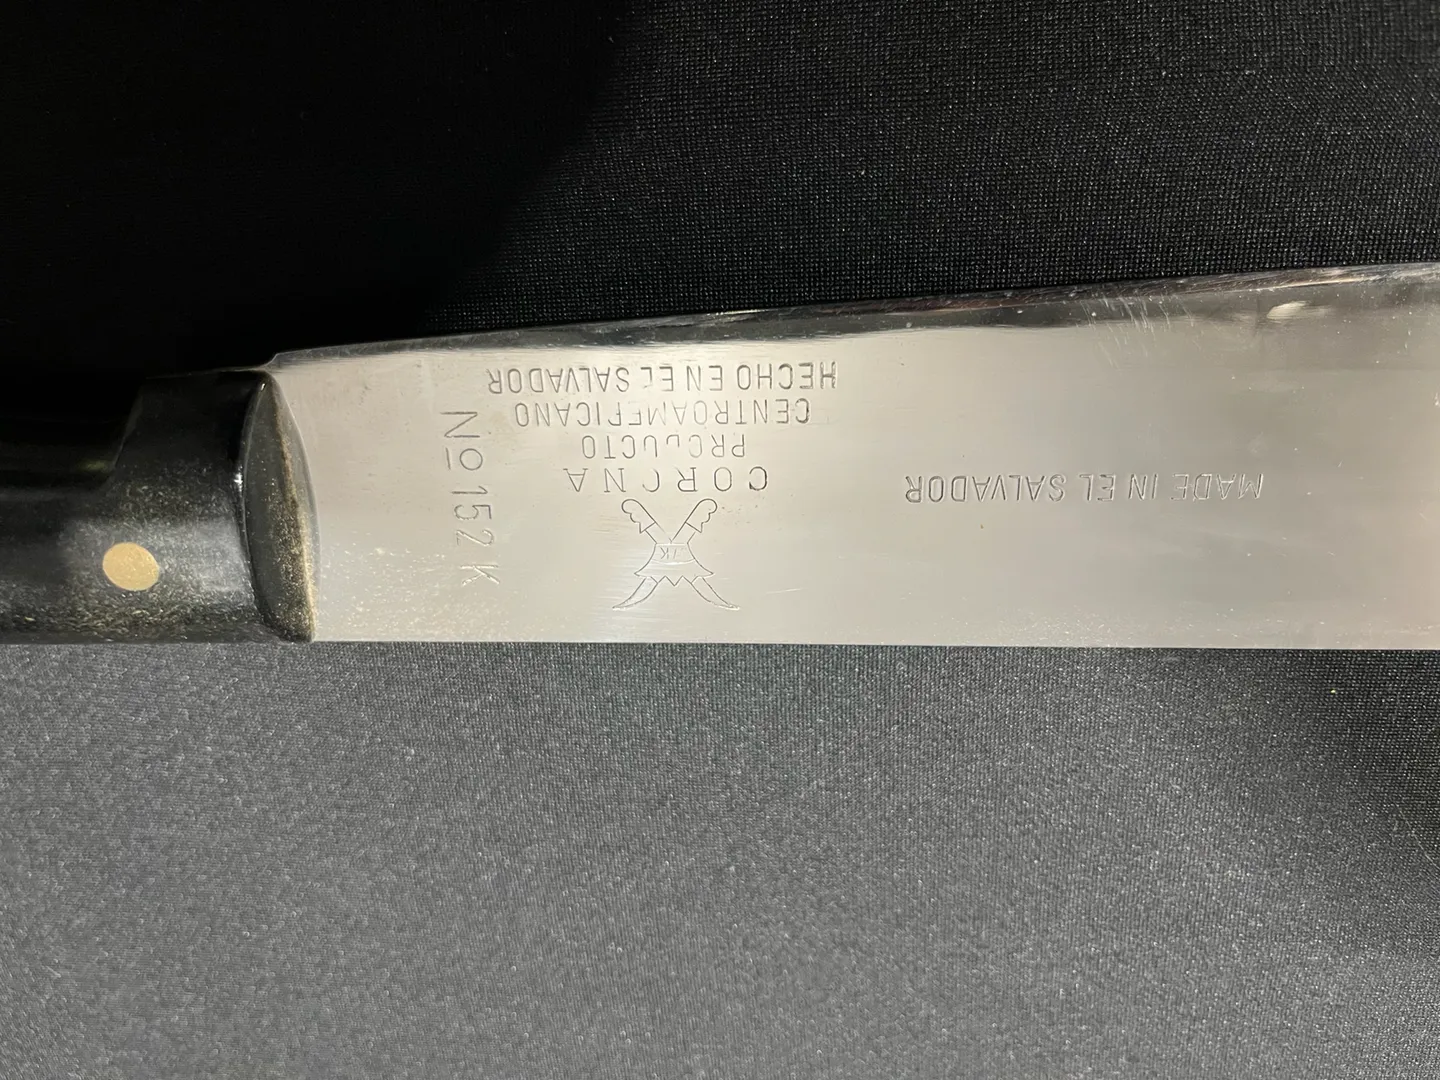 CORONA
PRODUCTO
CENTROAMERICANO
HECHO EN EL SALVADOR
MADE IN EL SALVADOR
Nº 152 K